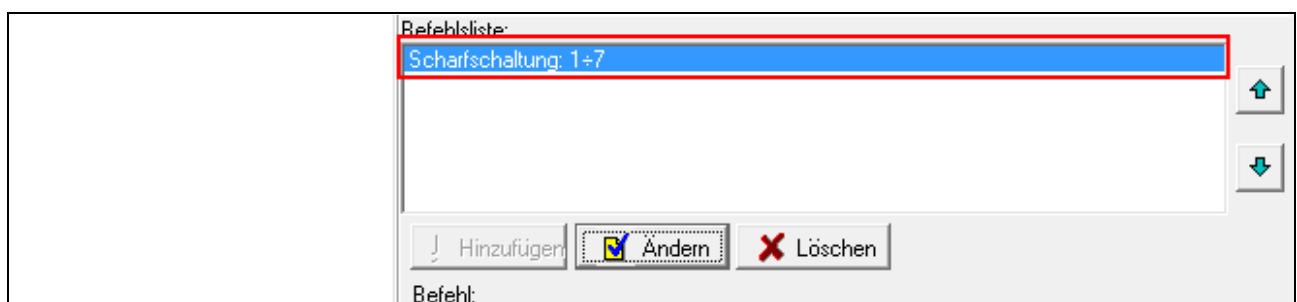 Befehlsliste:
Scharfschaltung: 1÷7
Hinzufügen Ändern Löschen
Befehl: